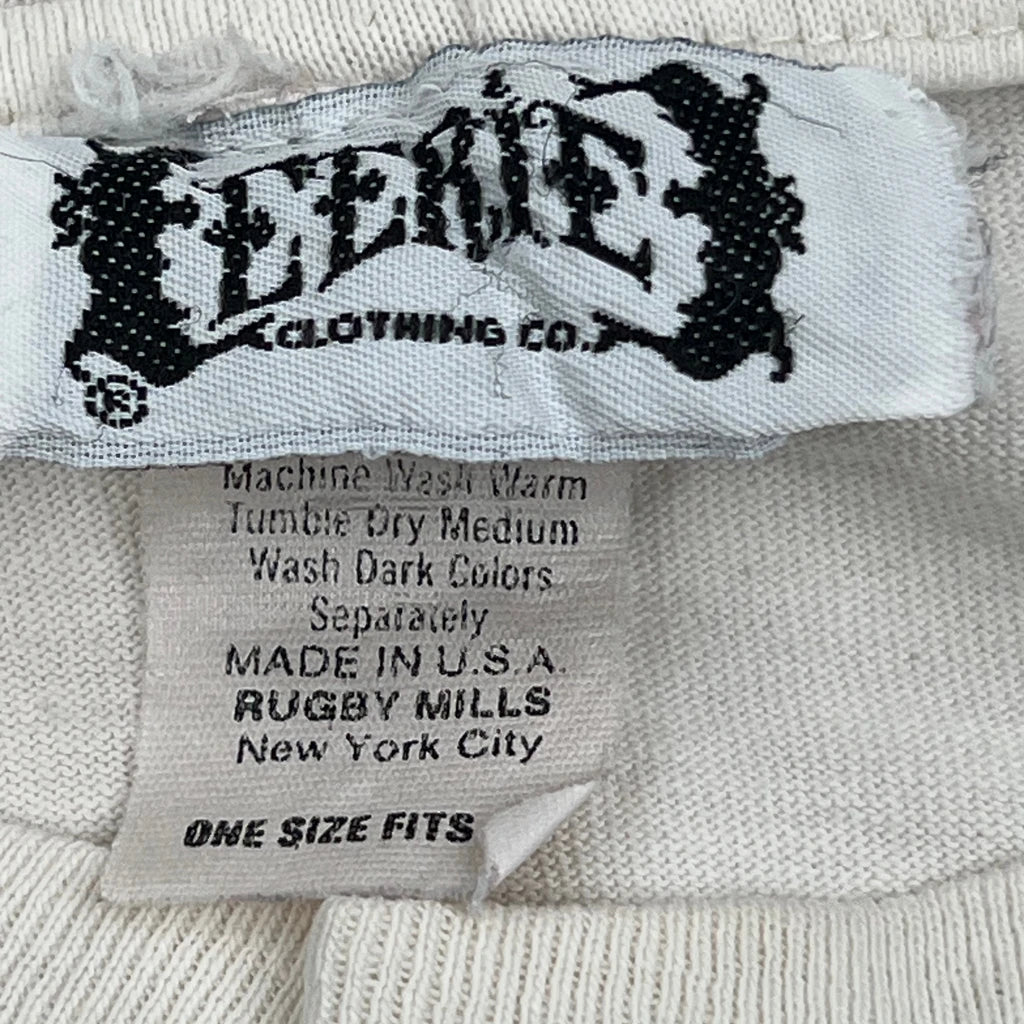 CLOTHING CO.
®
Machine Wash Warm
Tumble Dry Medium
Wash Dark Colors
Separately
MADE IN U.S.A.
RUGBY MILLS
New York City
ONE SIZE FITS